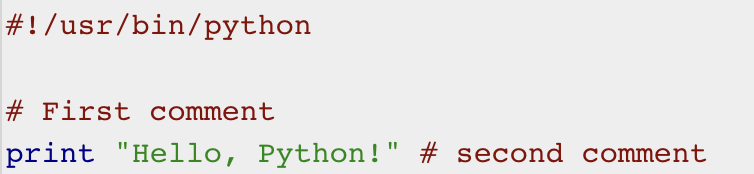 #!/usr/bin/python
# First comment
print "Hello, Python!" # second comment